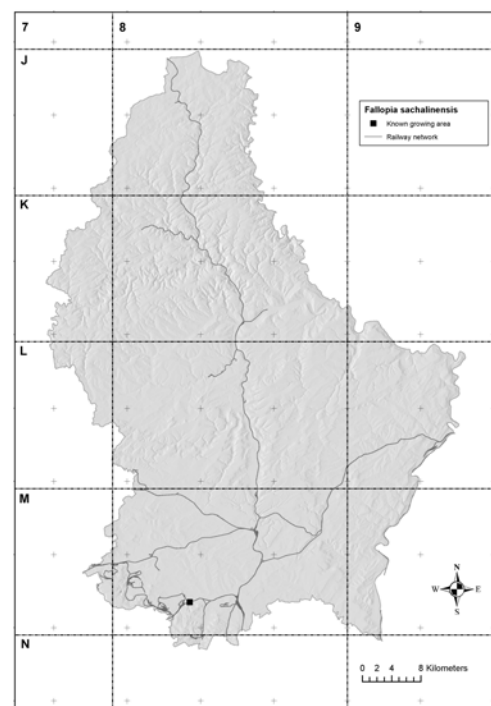 7 8 9
J
Fallopia sachalinensis
Known growing area
Railway network
K
L
M
N
W E
S
N
0 2 4 8 Kilometers